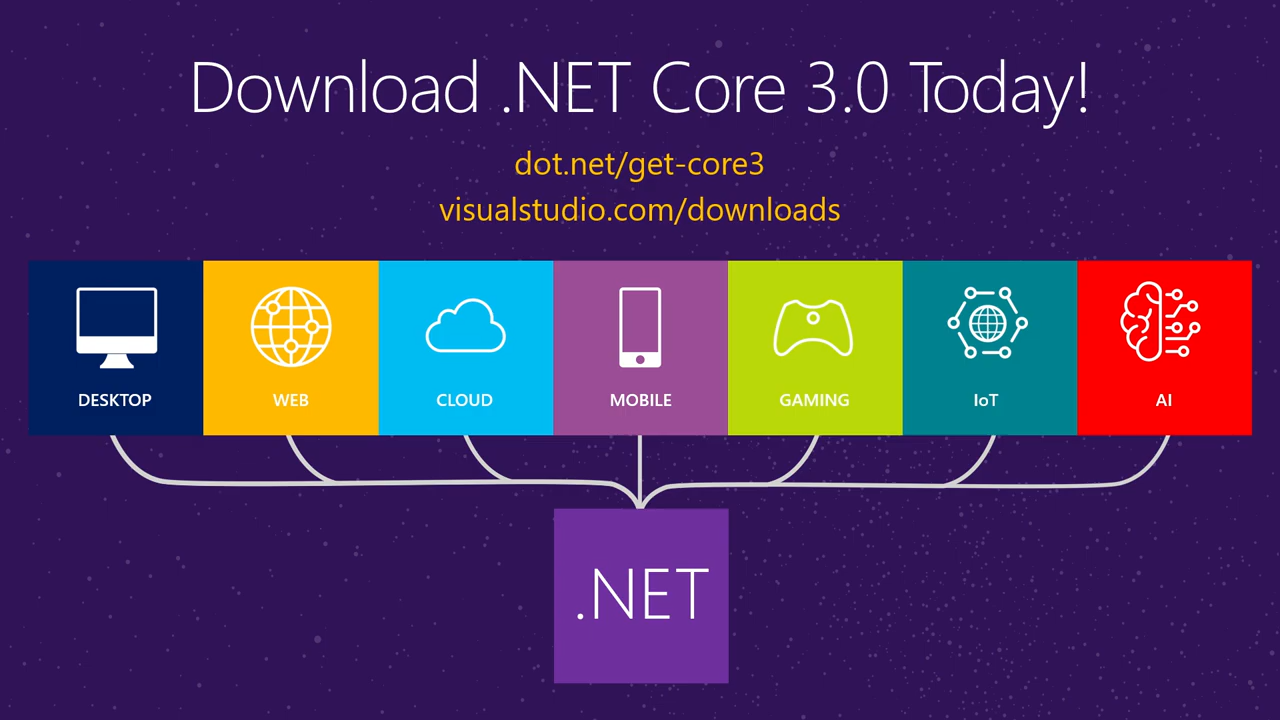 Download .NET Core 3.0 Today!
dot.net/get-core3
visualstudio.com/downloads
DESKTOP
WEB
CLOUD
MOBILE
GAMING
IoT
AI
.NET